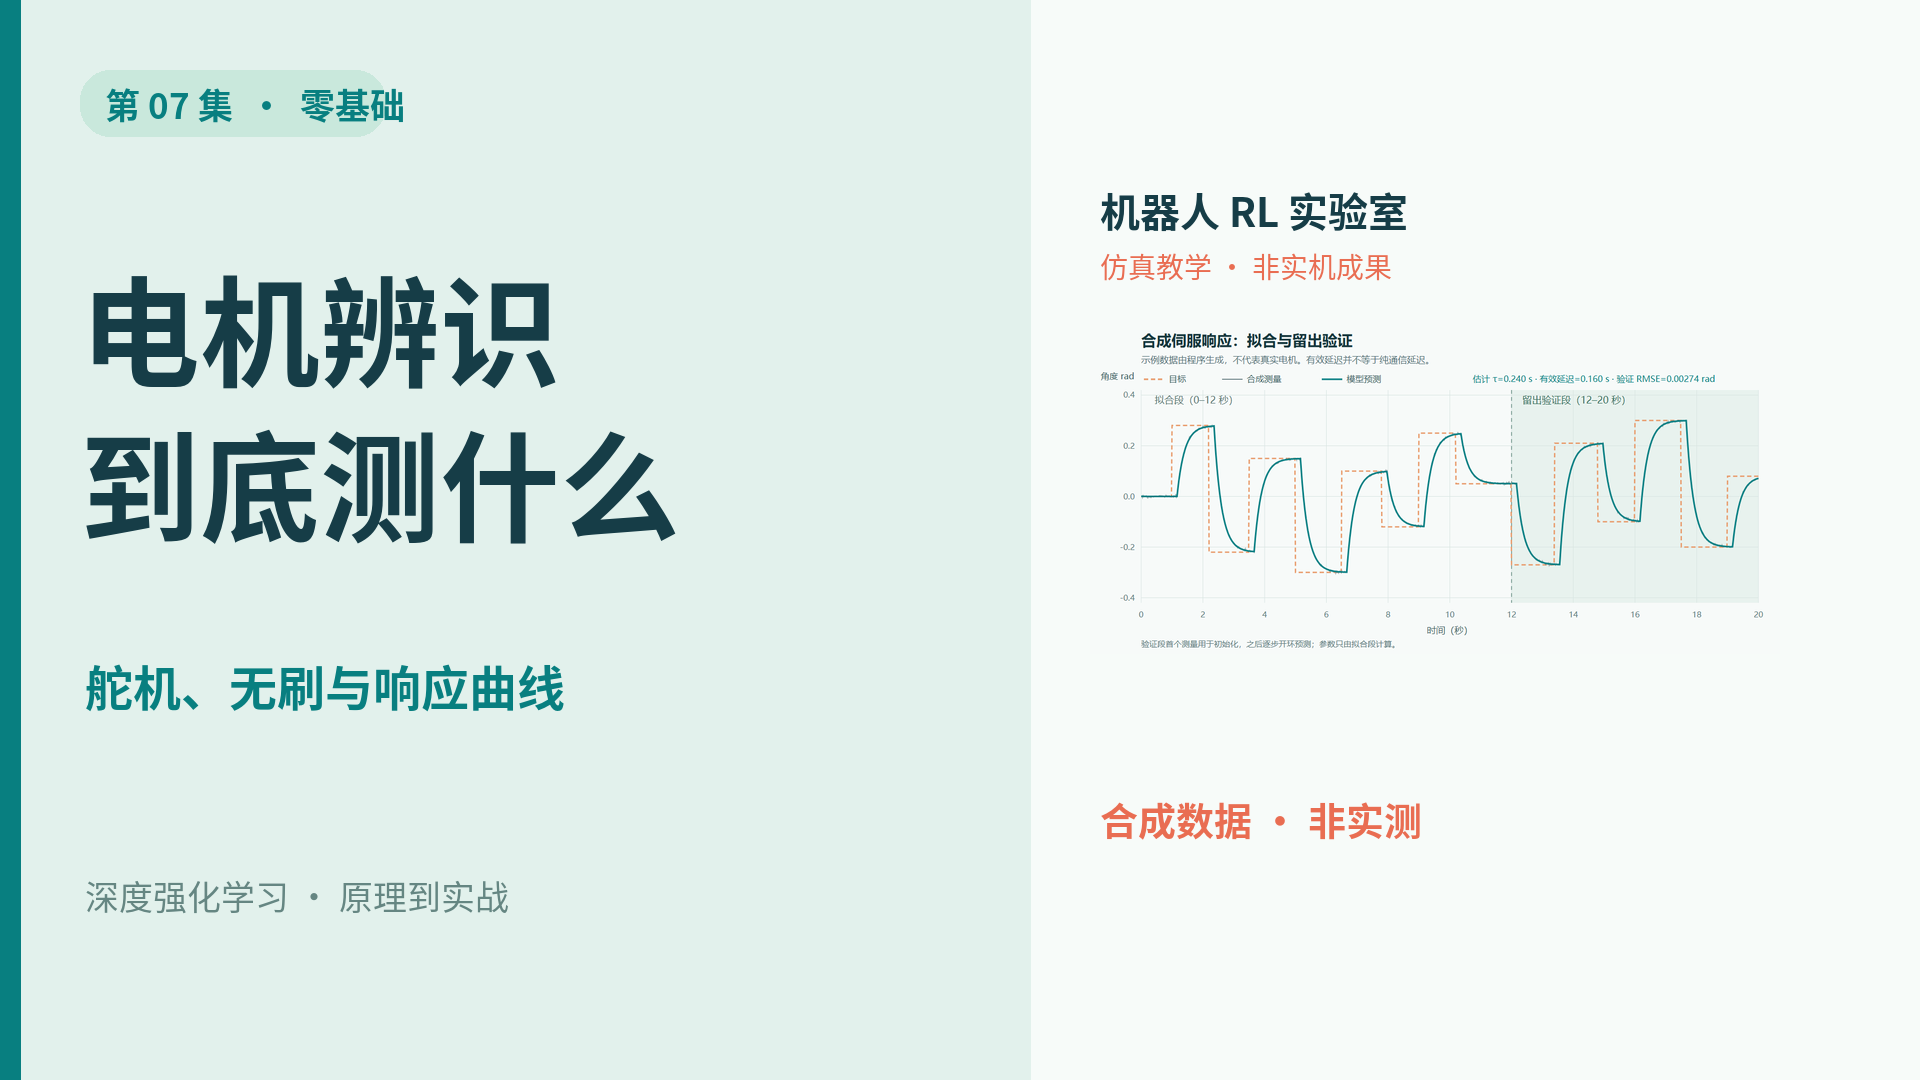 第 07 集 · 零基础
电机辨识
到底测什么
舵机、无刷与响应曲线
深度强化学习 · 原理到实战
机器人 RL 实验室
仿真教学 · 非实机成果
合成伺服响应：拟合与留出验证
示例数据由程序生成，不代表真实电机。有效延迟并不等于纯通信延迟。
角度 rad
目标
合成测量
模型预测
估计 τ=0.240 s · 有效延迟=0.160 s · 验证 RMSE=0.00274 rad
拟合段（0–12 秒）
留出验证段（12–20 秒）
0.4
0.2
0.0
-0.2
-0.4
0 2 4 6 8 10 12 14 16 18 20
时间（秒）
验证段首个测量用于初始化，之后逐步开环预测；参数只由拟合段计算。
合成数据 · 非实测